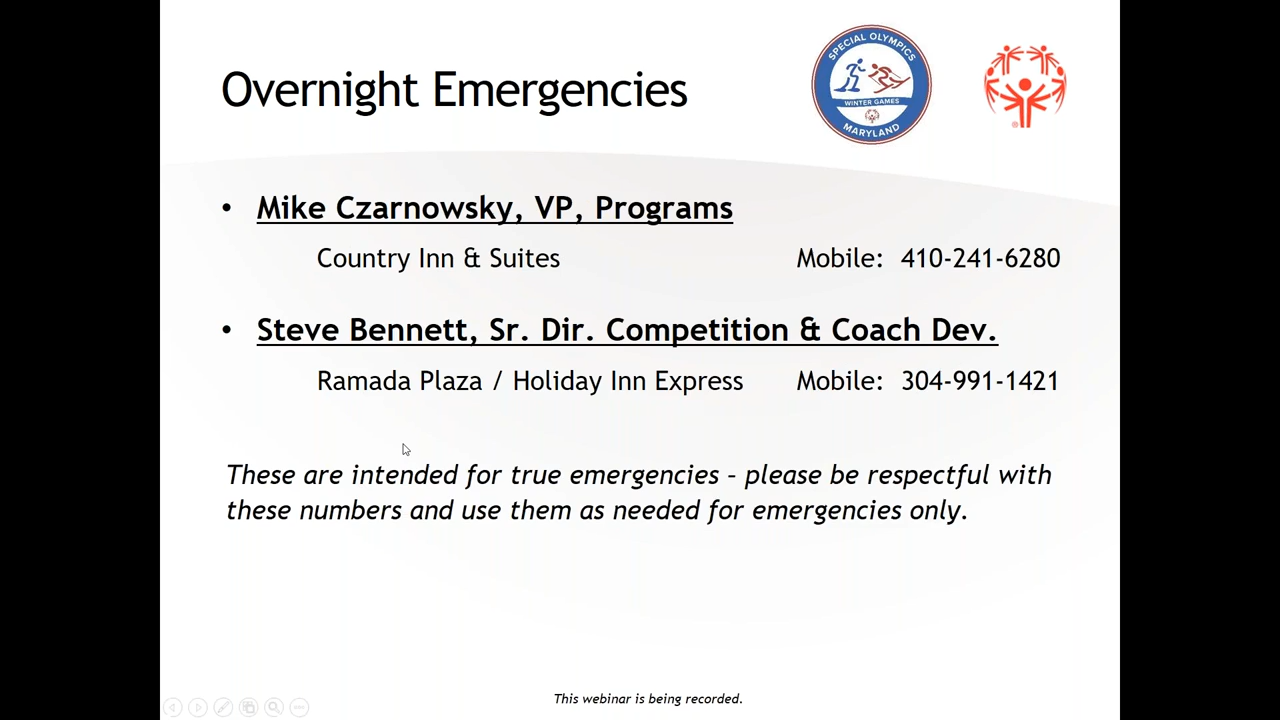 Overnight Emergencies
SPECIAL OLYMPICS
WINTER GAMES
MARYLAND
®
• Mike Czarnowsky, VP, Programs
Country Inn & Suites Mobile: 410-241-6280
• Steve Bennett, Sr. Dir. Competition & Coach Dev.
Ramada Plaza / Holiday Inn Express Mobile: 304-991-1421
These are intended for true emergencies – please be respectful with
these numbers and use them as needed for emergencies only.
This webinar is being recorded.